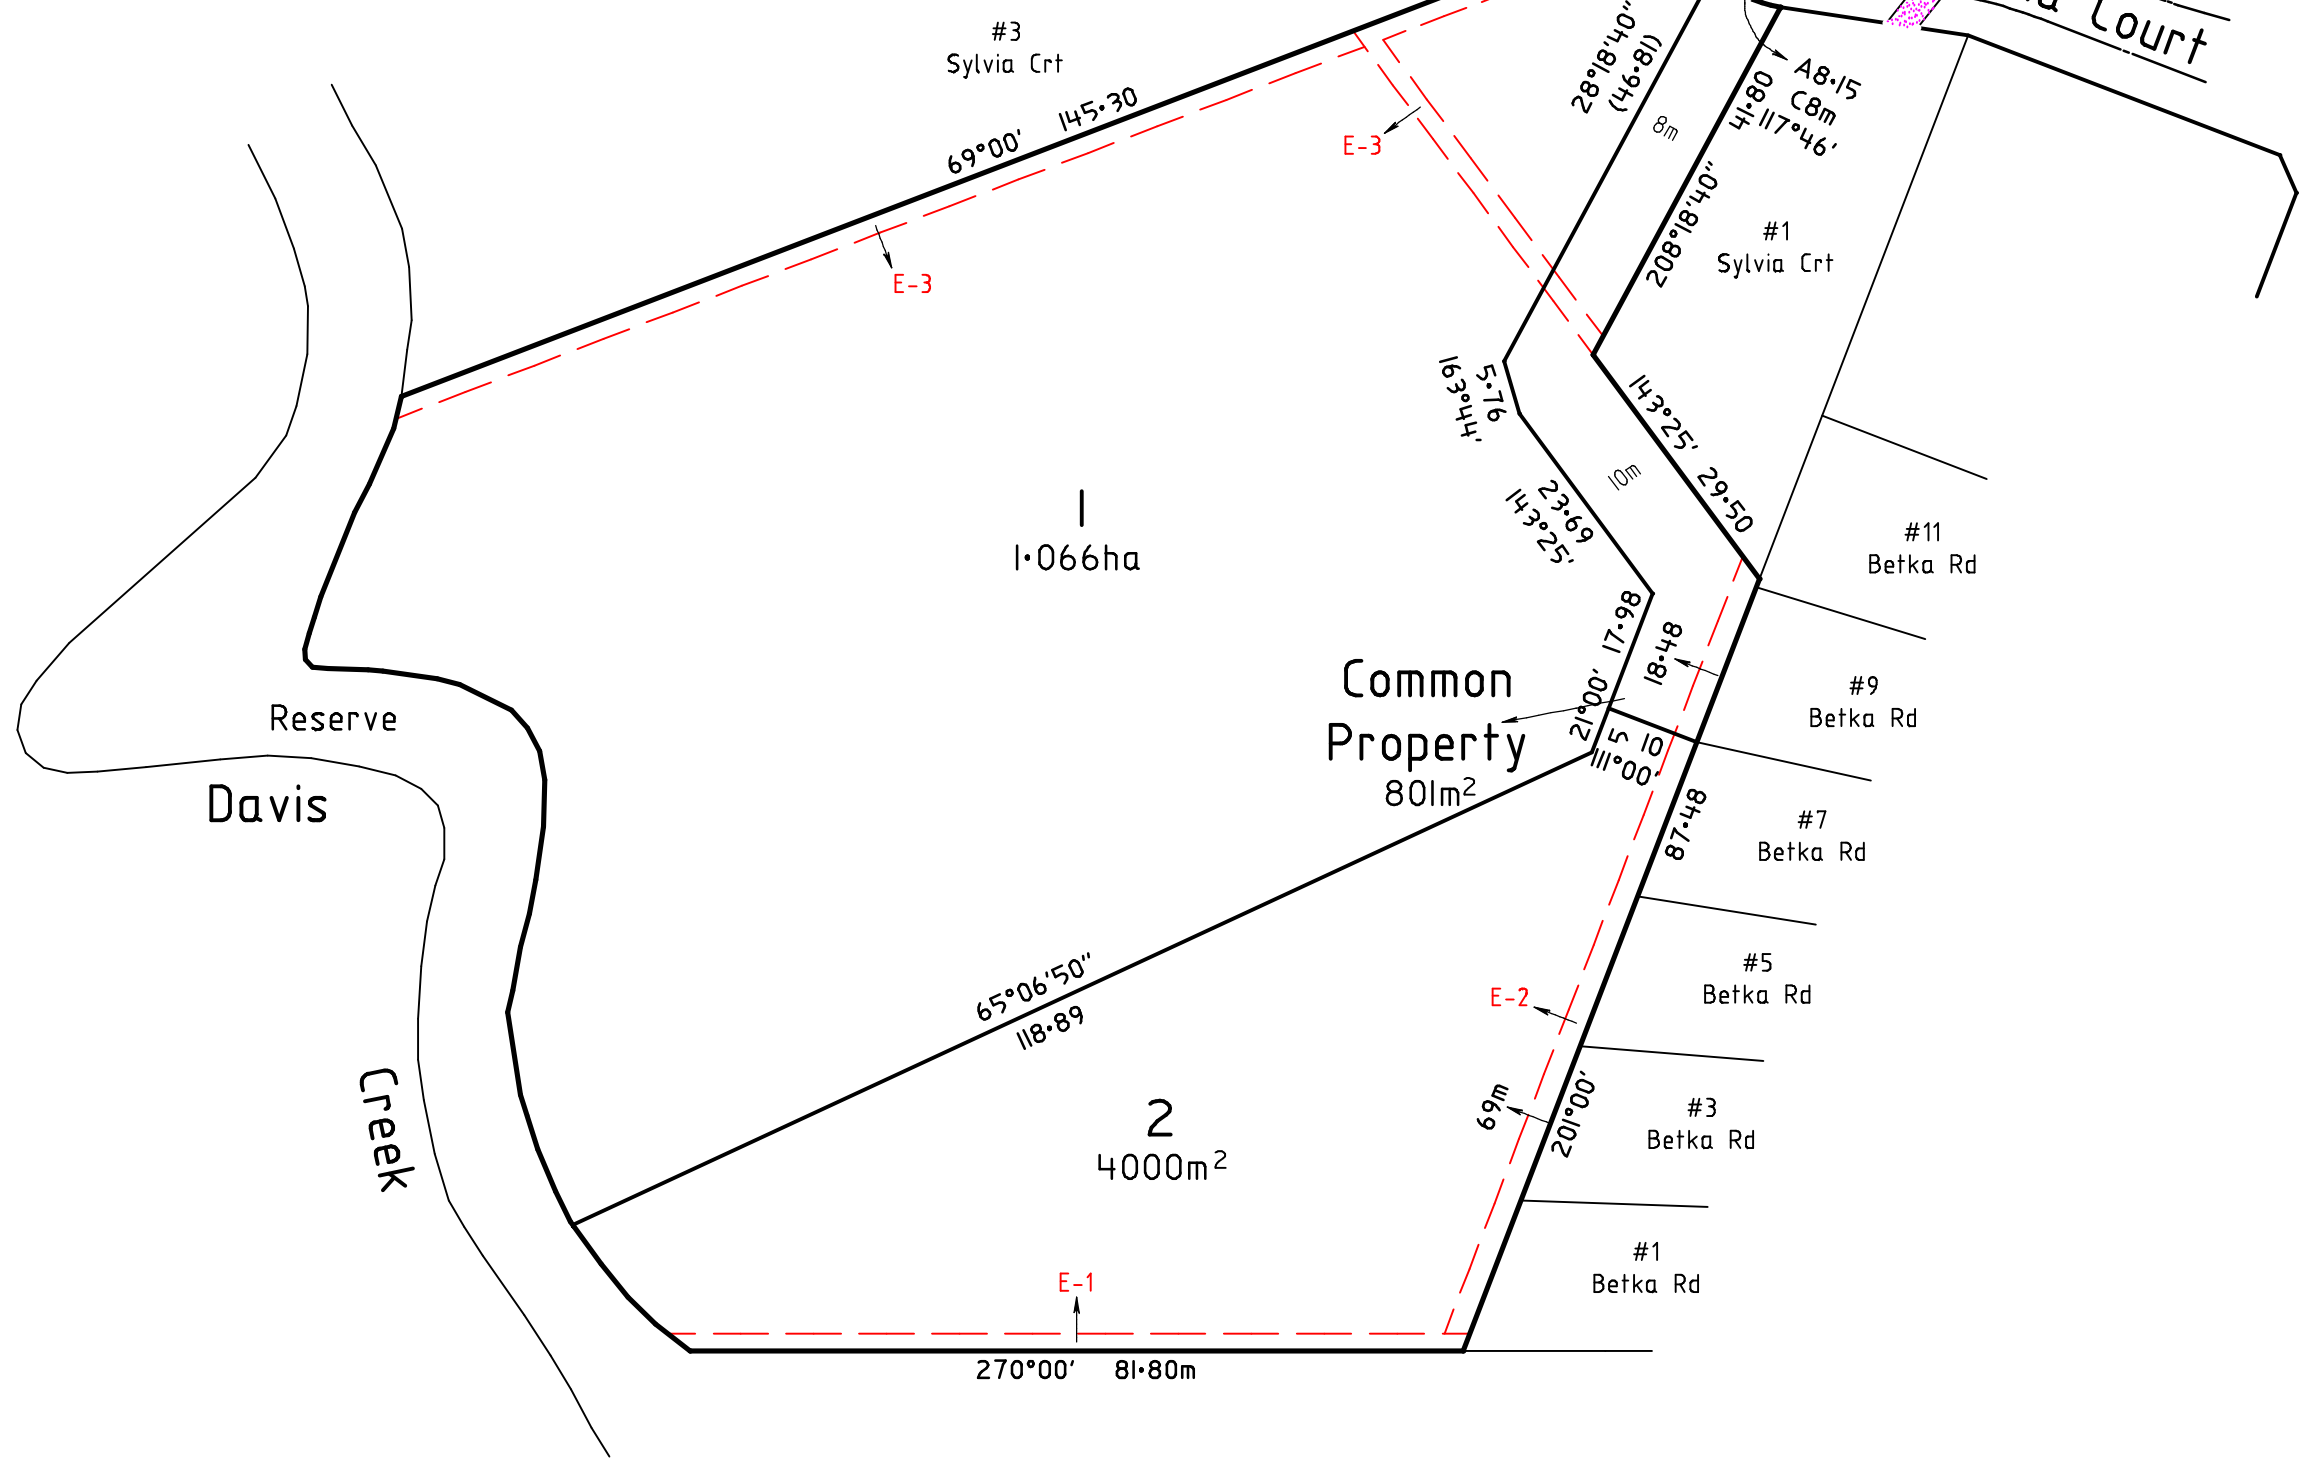 #3
Sylvia Crt
Court
28°18'40"
(46·81)
A8·15
C8m
117°46'
41·80
8m
145·30
69°00'
E-3
E-3
208°18'40"
#1
Sylvia Crt
5·76
163°44'
143°25' 29·50
10m
23·69
143°25'
1
1·066ha
#11
Betka Rd
17·98
21°00'
18·48
Common
Property
801m²
#9
Betka Rd
Reserve
5
10
111°00'
Davis
87·48
#7
Betka Rd
65°06'50"
118·89
#5
Betka Rd
E-2
Creek
69m
201°00'
2
4000m²
#3
Betka Rd
#1
Betka Rd
E-1
270°00' 81·80m